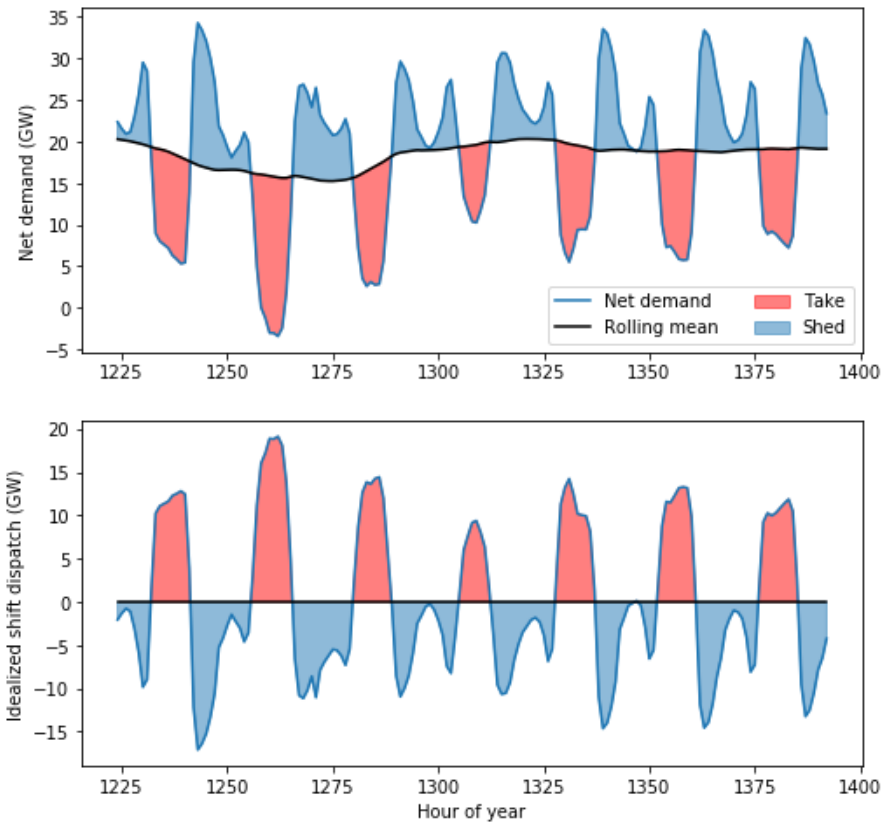 Net demand (GW)
35
30
25
20
15
10
5
0
−5
Net demand
Rolling mean
Take
Shed
1225 1250 1275 1300 1325 1350 1375 1400
Idealized shift dispatch (GW)
20
15
10
5
0
−5
−10
−15
1225 1250 1275 1300 1325 1350 1375 1400
Hour of year